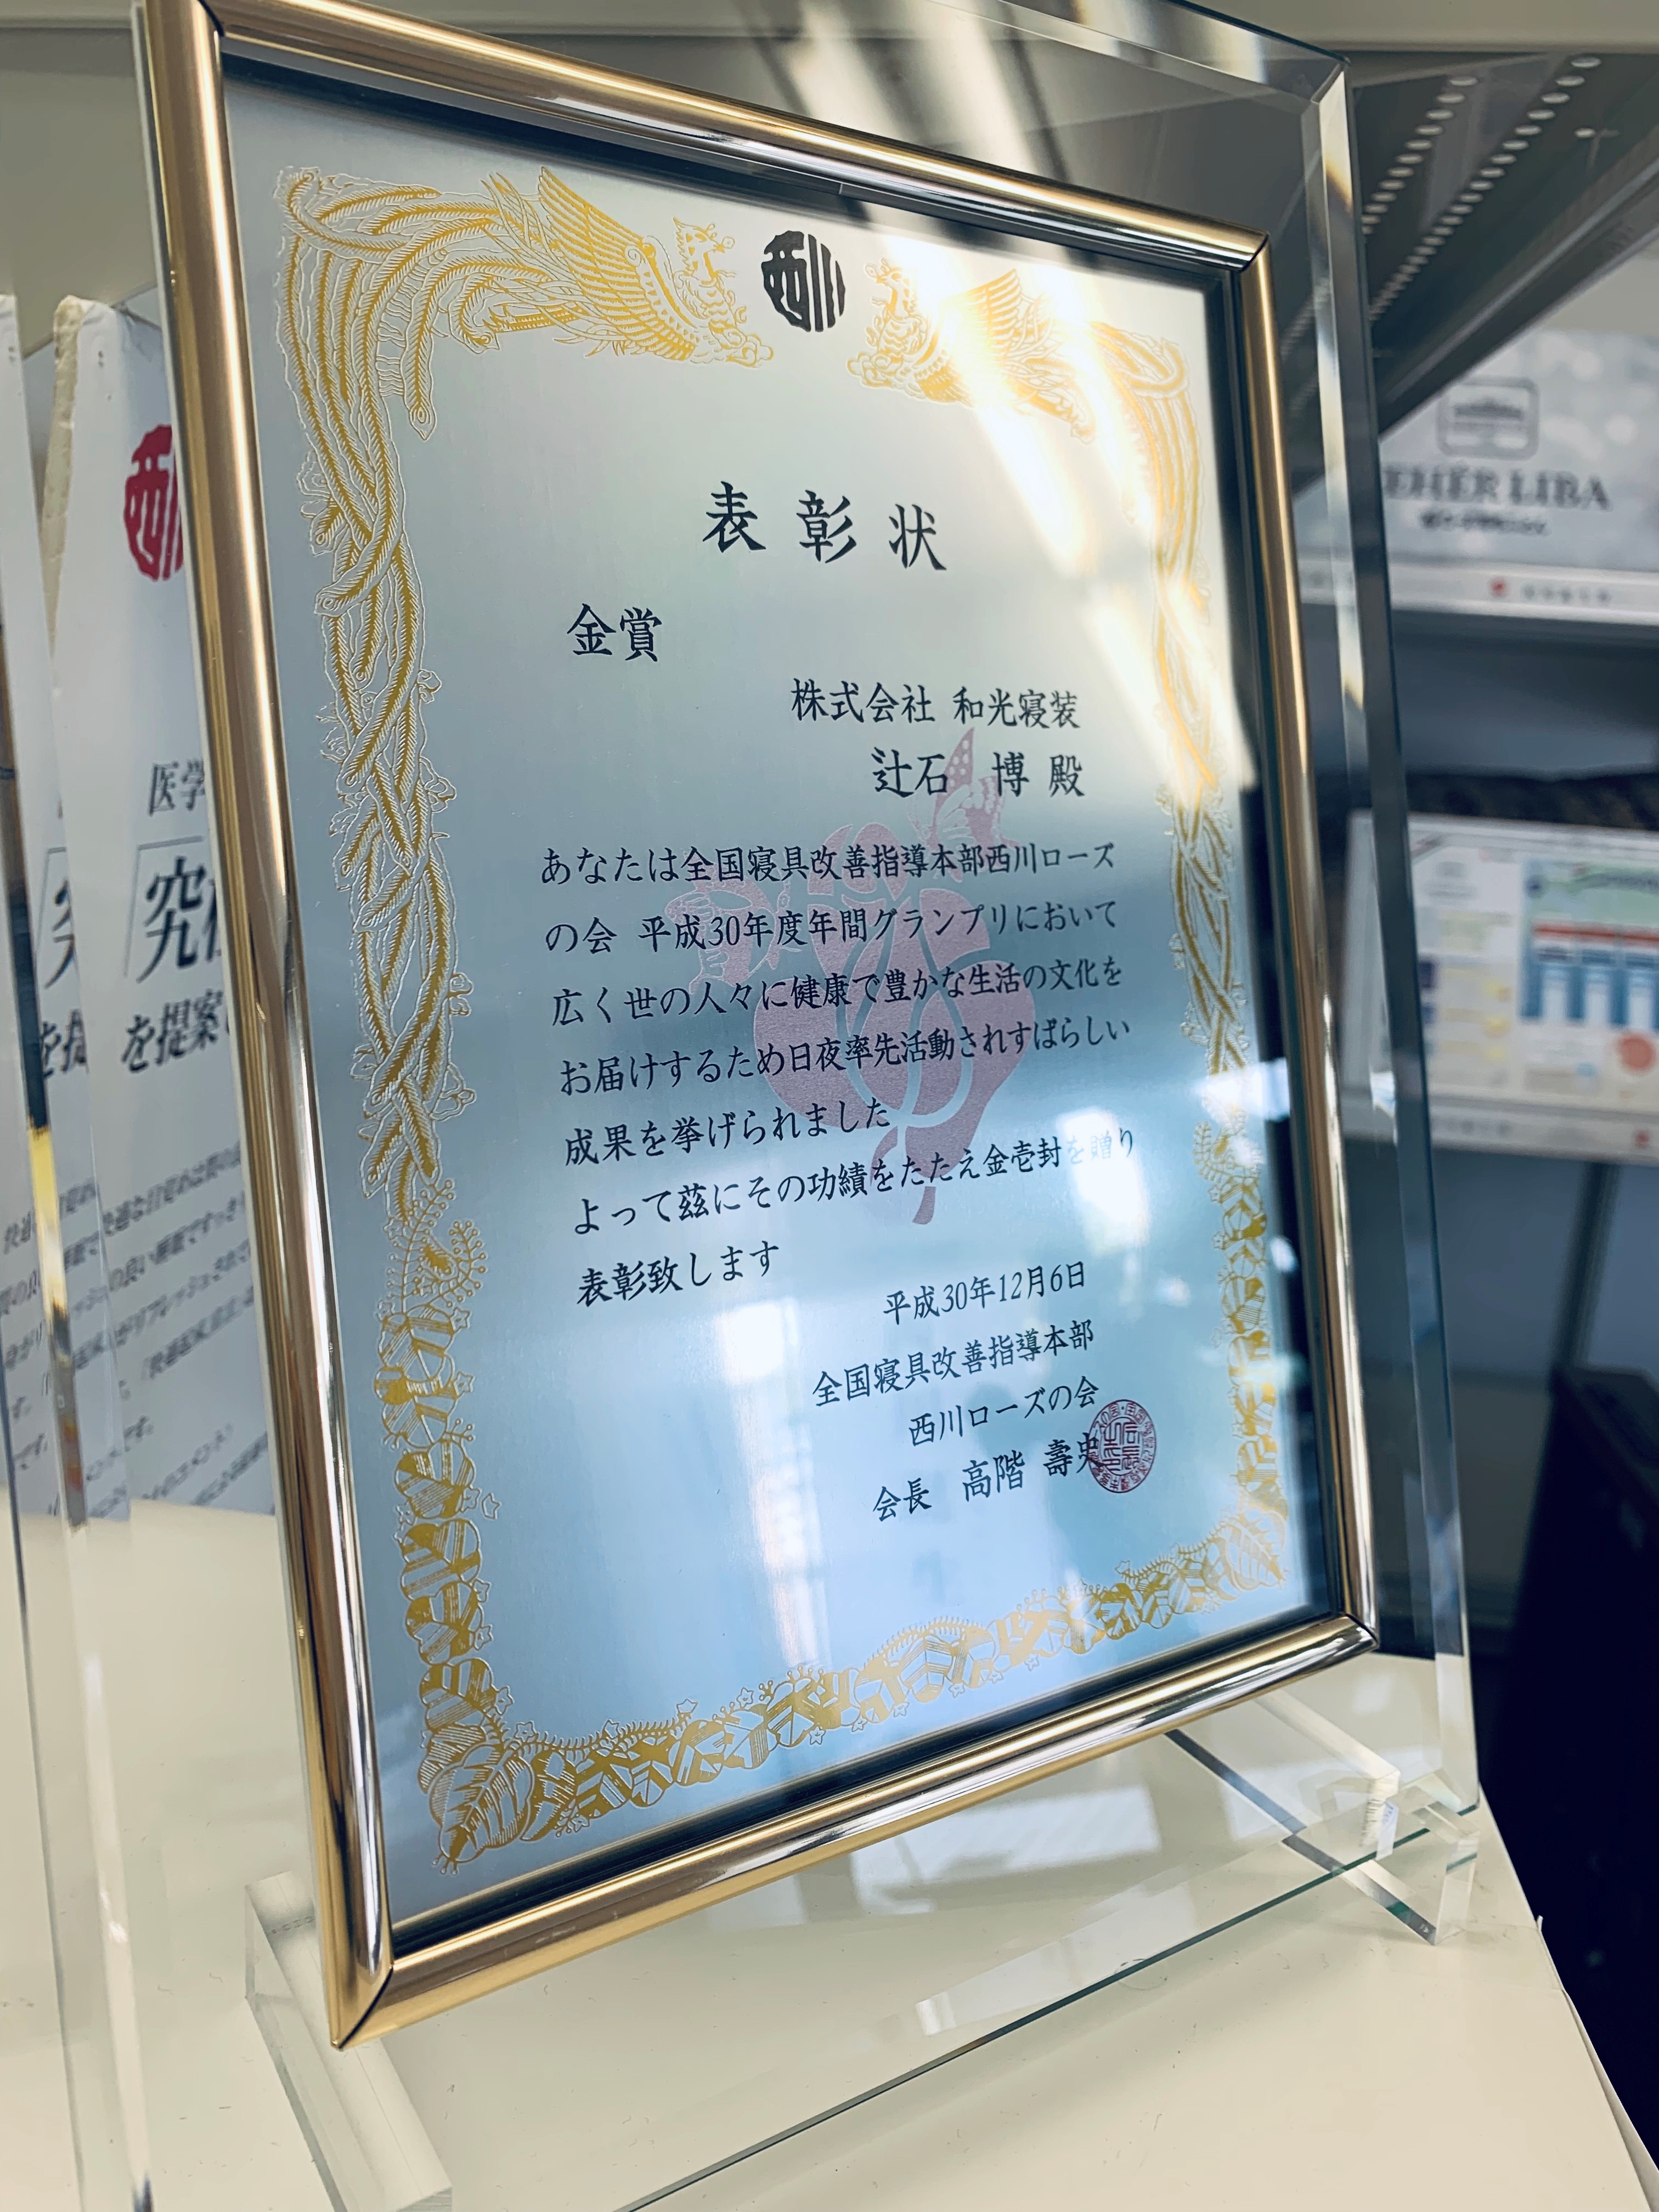 西川
表彰状
金賞
株式会社 和光寝装
辻石 博 殿
あなたは全国寝具改善指導本部西川ローズ
の会 平成30年度年間グランプリにおいて
広く世の人々に健康で豊かな生活の文化を
お届けするため日夜率先活動されすばらしい
成果を挙げられました
よって茲にその功績をたたえ金壱封を贈り
表彰致します
平成30年12月6日
全国寝具改善指導本部
西川ローズの会
会長 高階 壽史
医学
究
を提案
EHÉR LIBA